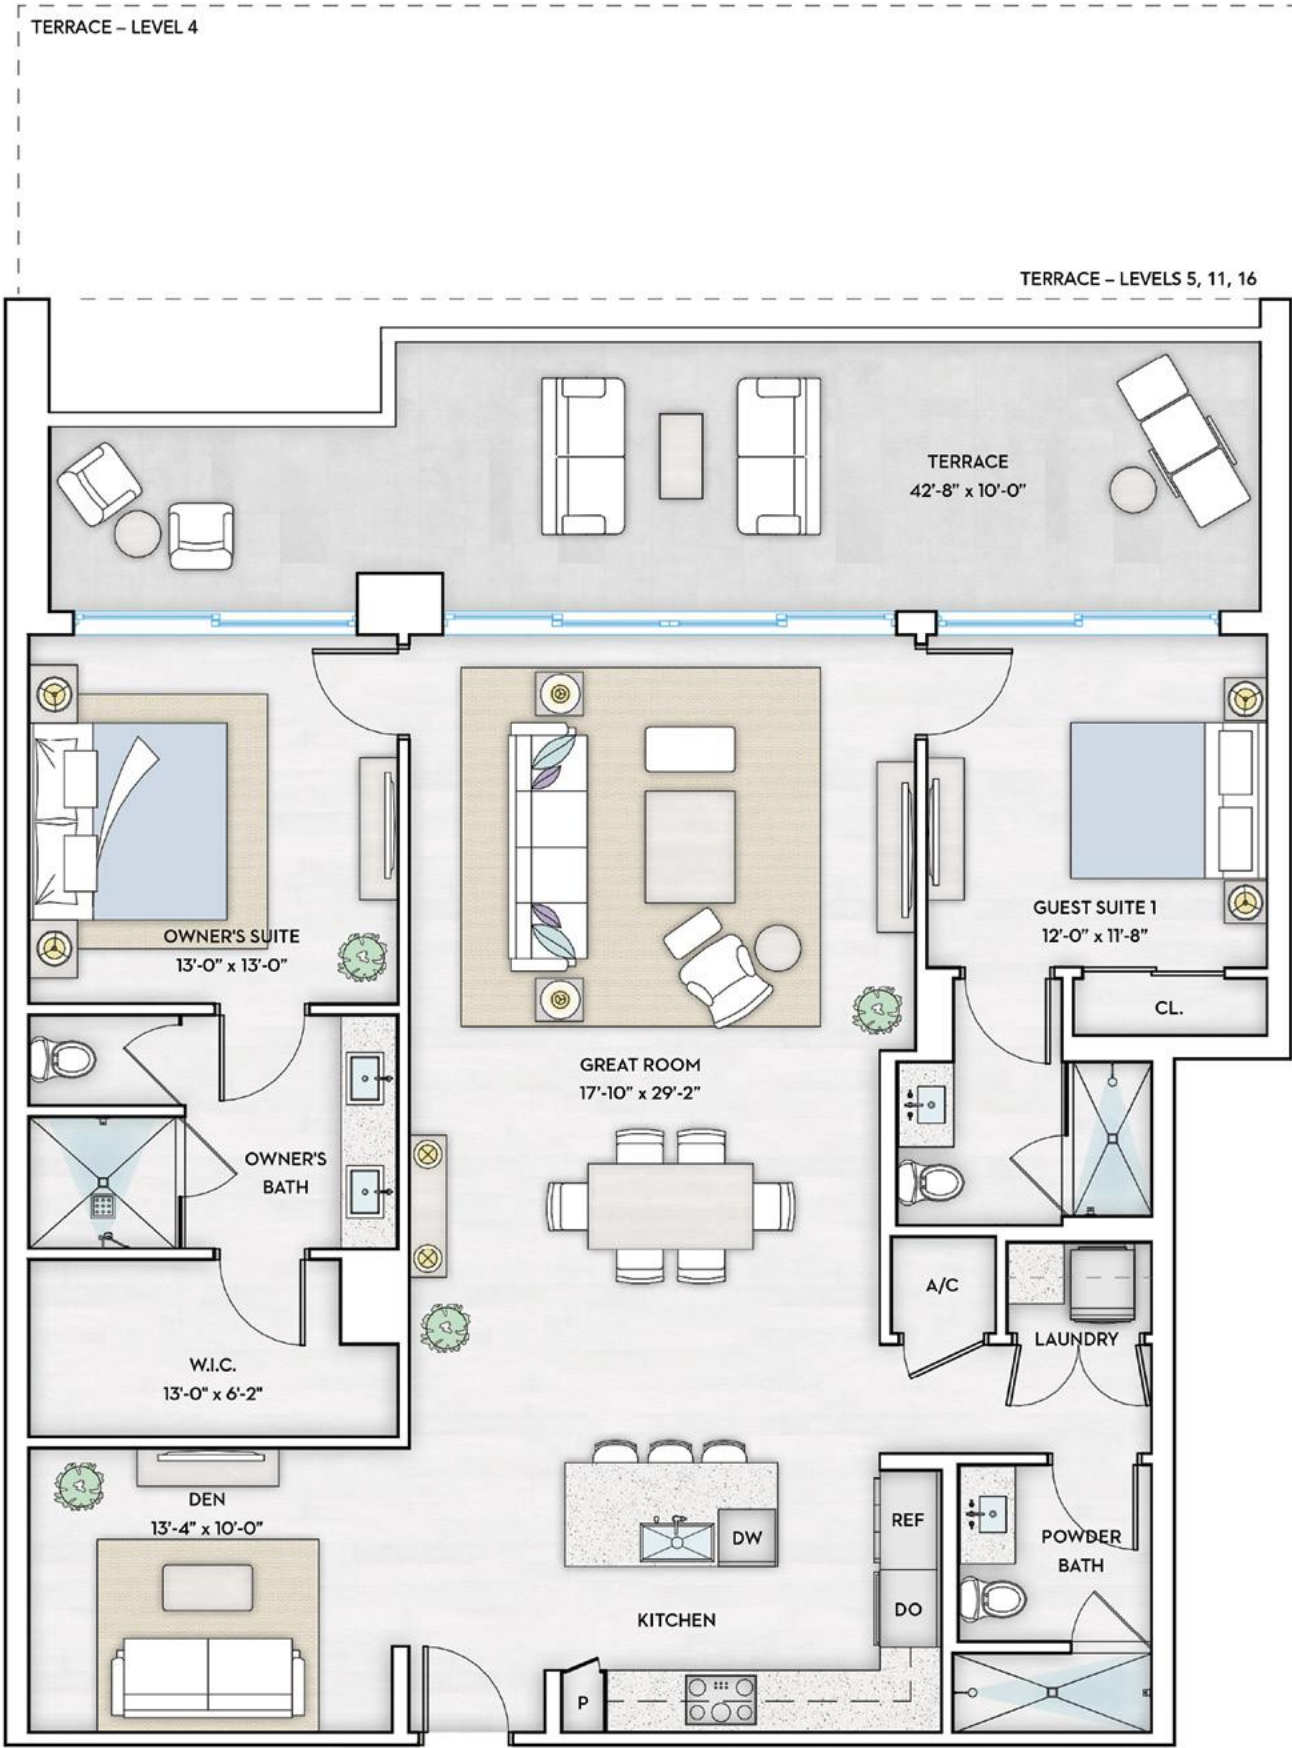 TERRACE – LEVEL 4
TERRACE – LEVELS 5, 11, 16
TERRACE
42'-8" x 10'-0"
OWNER'S SUITE
13'-0" x 13'-0"
GUEST SUITE 1
12'-0" x 11'-8"
CL.
GREAT ROOM
17'-10" x 29'-2"
OWNER'S
BATH
A/C
LAUNDRY
W.I.C.
13'-0" x 6'-2"
DEN
13'-4" x 10'-0"
REF
DW
POWDER
BATH
DO
KITCHEN
P